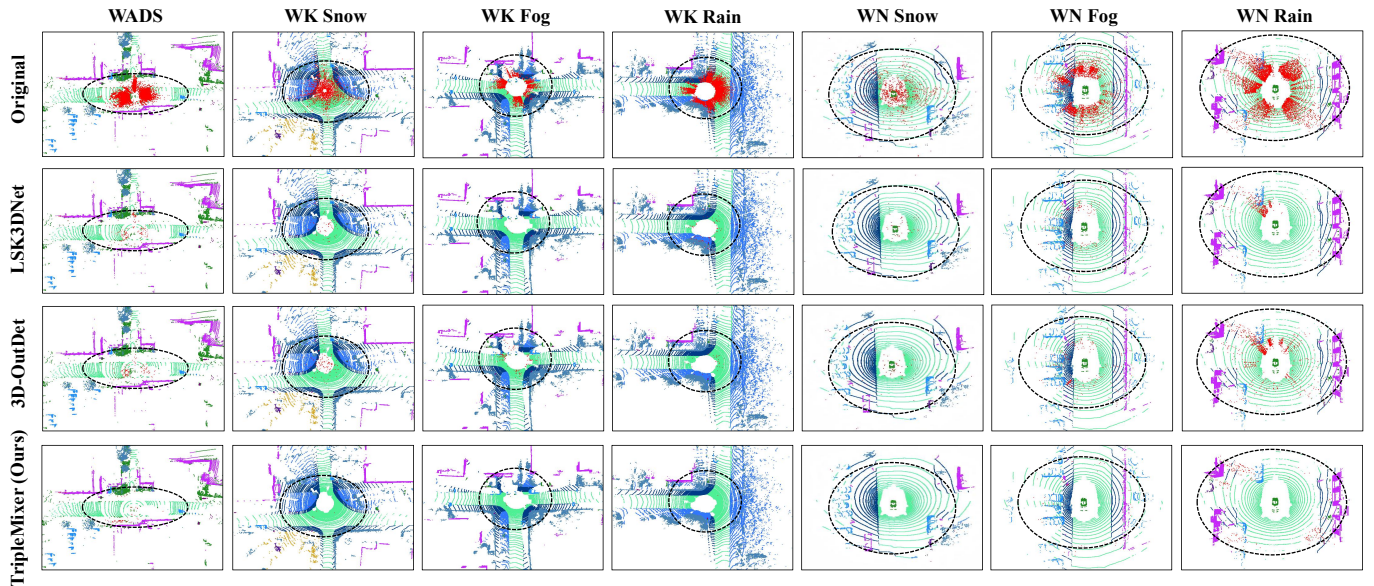 WADS WK Snow WK Fog WK Rain WN Snow WN Fog WN Rain
Original
LSK3DNet
3D-OutDet
TripleMixer (Ours)